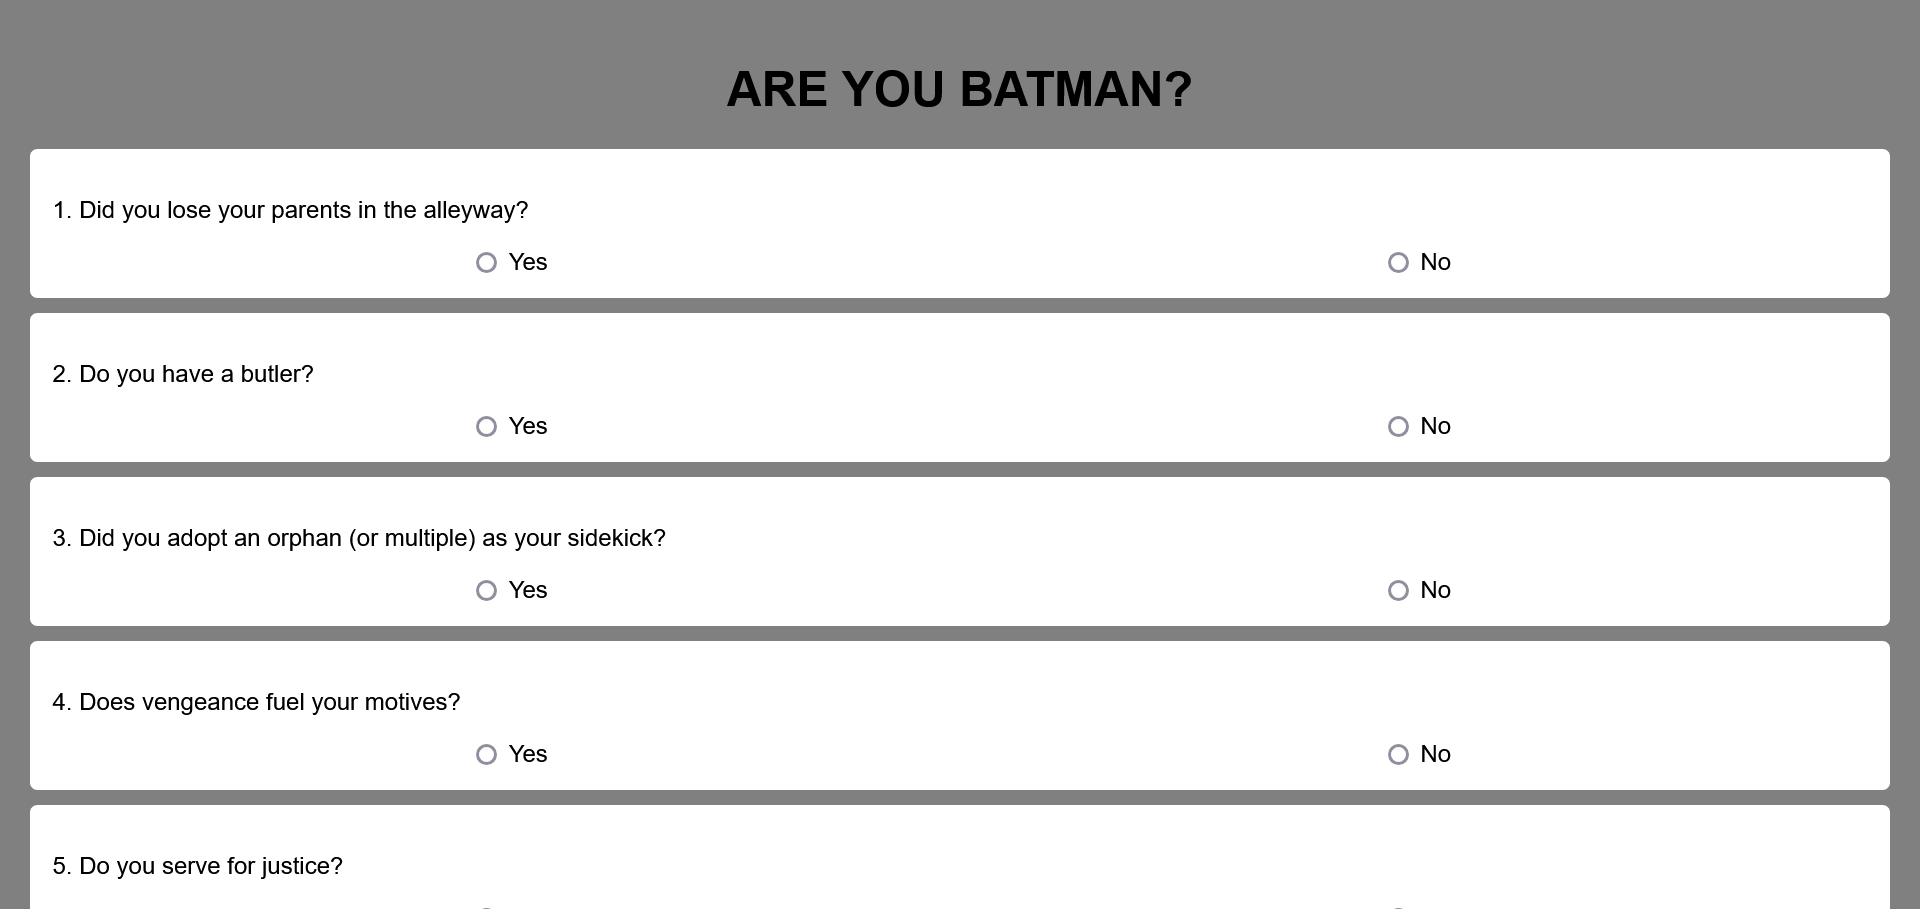 ARE YOU BATMAN?
1. Did you lose your parents in the alleyway?
Yes No
2. Do you have a butler?
Yes No
3. Did you adopt an orphan (or multiple) as your sidekick?
Yes No
4. Does vengeance fuel your motives?
Yes No
5. Do you serve for justice?